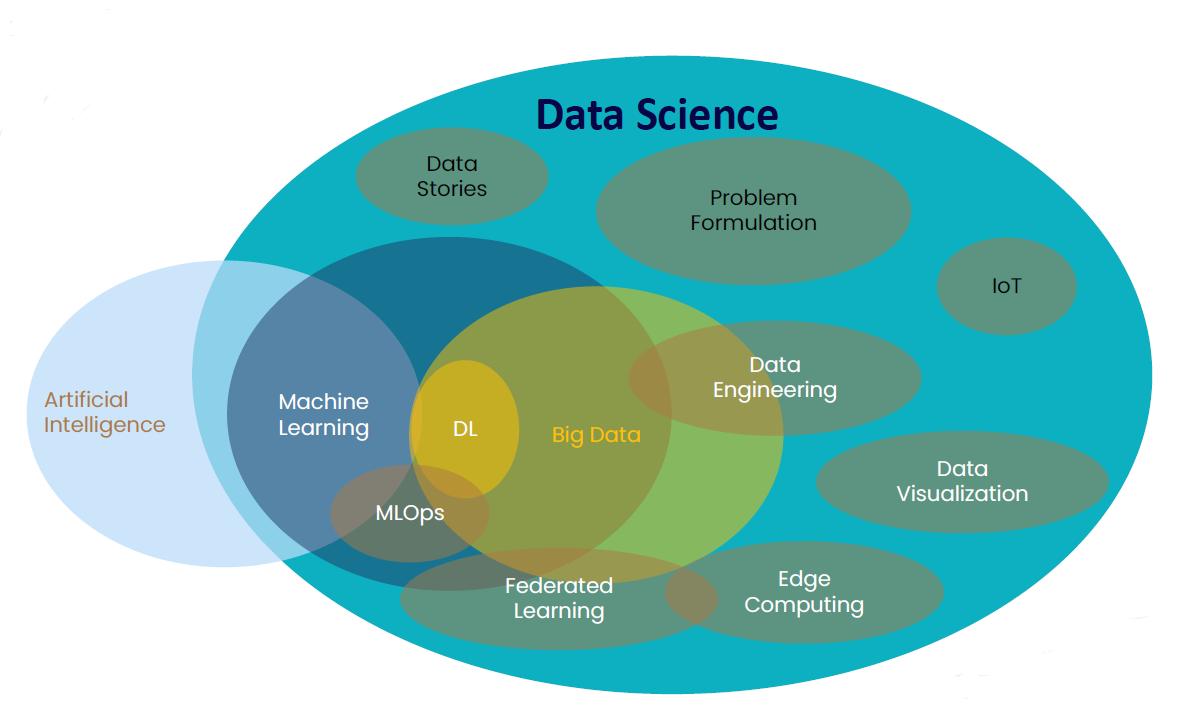 Data Science
Data
Stories
Problem
Formulation
IoT
Artificial
Intelligence
Machine
Learning
DL
Big Data
Data
Engineering
Data
Visualization
MLOps
Federated
Learning
Edge
Computing